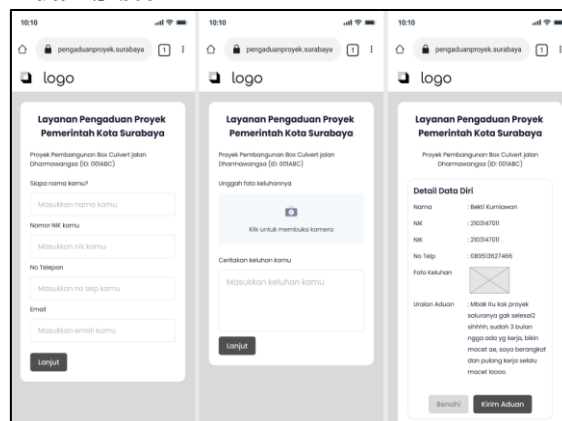 10:10
pengaduanproyek.surabaya
1
logo
Layanan Pengaduan Proyek
Pemerintah Kota Surabaya
Proyek Pembangunan Box Culvert jalan
Dharmawangsa (ID: 001ABC)
Siapa nama kamu?
Masukkan nama kamu
Nomor NIK kamu
Masukkan nik kamu
No Telepon
Masukkan no telp kamu
Email
Masukkan email kamu
Lanjut
10:10
pengaduanproyek.surabaya
1
logo
Layanan Pengaduan Proyek
Pemerintah Kota Surabaya
Proyek Pembangunan Box Culvert jalan
Dharmawangsa (ID: 001ABC)
Unggah foto keluhannya
Klik untuk membuka kamera
Ceritakan keluhan kamu
Masukkan keluhan kamu
Lanjut
10:10
pengaduanproyek.surabaya
1
logo
Layanan Pengaduan Proyek
Pemerintah Kota Surabaya
Proyek Pembangunan Box Culvert jalan
Dharmawangsa (ID: 001ABC)
Detail Data Diri
Nama : Bekti Kurniawan
NIK : 2103147011
NIK : 2103147011
No Telp : 089513627466
Foto Keluhan
Uraian Aduan : Mbak itu kok proyek
saluranya gak selesai2
sihhhh, sudah 3 bulan
ngga ada yg kerja, bikin
macet ae, saya berangkat
dan pulang kerja selalu
macet loooo.
Benahi
Kirim Aduan